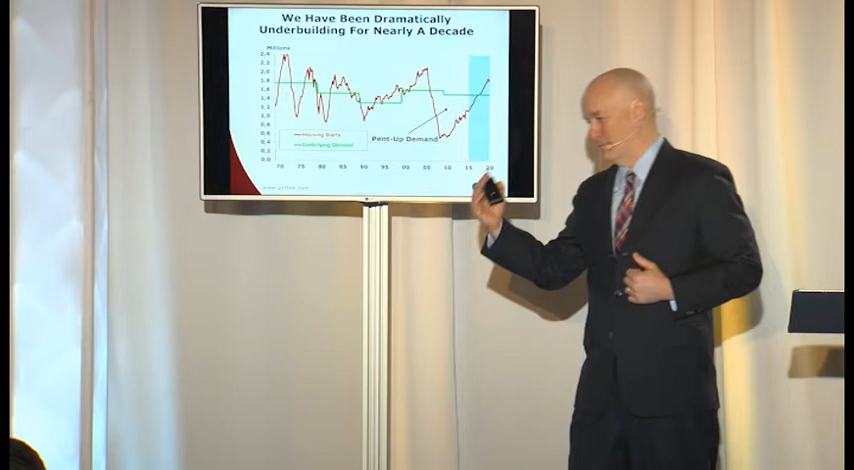 We Have Been Dramatically
Underbuilding For Nearly A Decade
Millions
2,4
2,2
2,0
1,8
1,6
1,4
1,2
1,0
0,8
0,6
0,4
0,2
0,0
Housing Starts
Underlying Demand
Pent-Up Demand
70 75 80 85 90 95 00 05 10 15 20